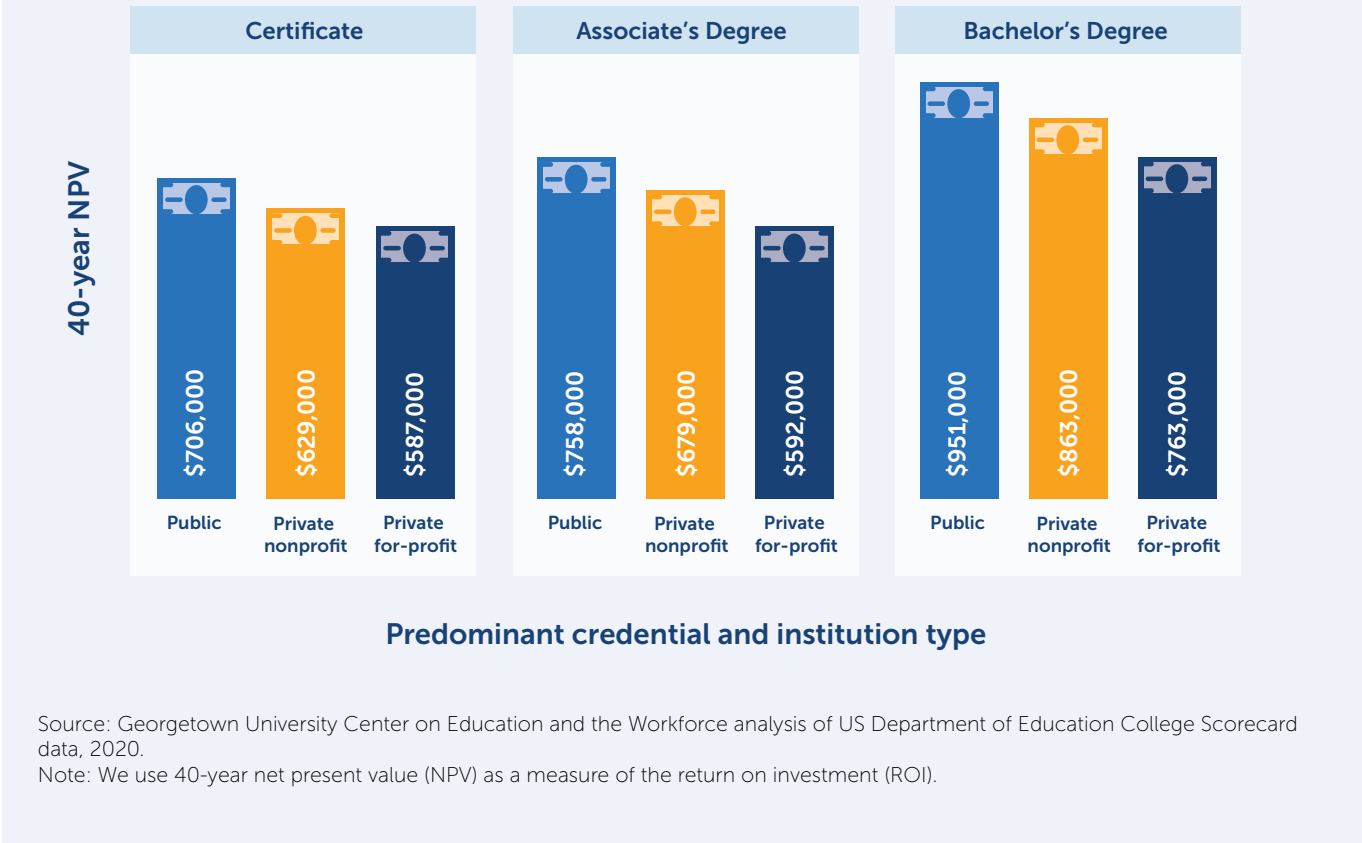 Certificate
Associate’s Degree
Bachelor’s Degree
40-year NPV
$706,000
$629,000
$587,000
$758,000
$679,000
$592,000
$951,000
$863,000
$763,000
Public
Private
nonprofit
Private
for-profit
Public
Private
nonprofit
Private
for-profit
Public
Private
nonprofit
Private
for-profit
Predominant credential and institution type
Source: Georgetown University Center on Education and the Workforce analysis of US Department of Education College Scorecard
data, 2020.
Note: We use 40-year net present value (NPV) as a measure of the return on investment (ROI).